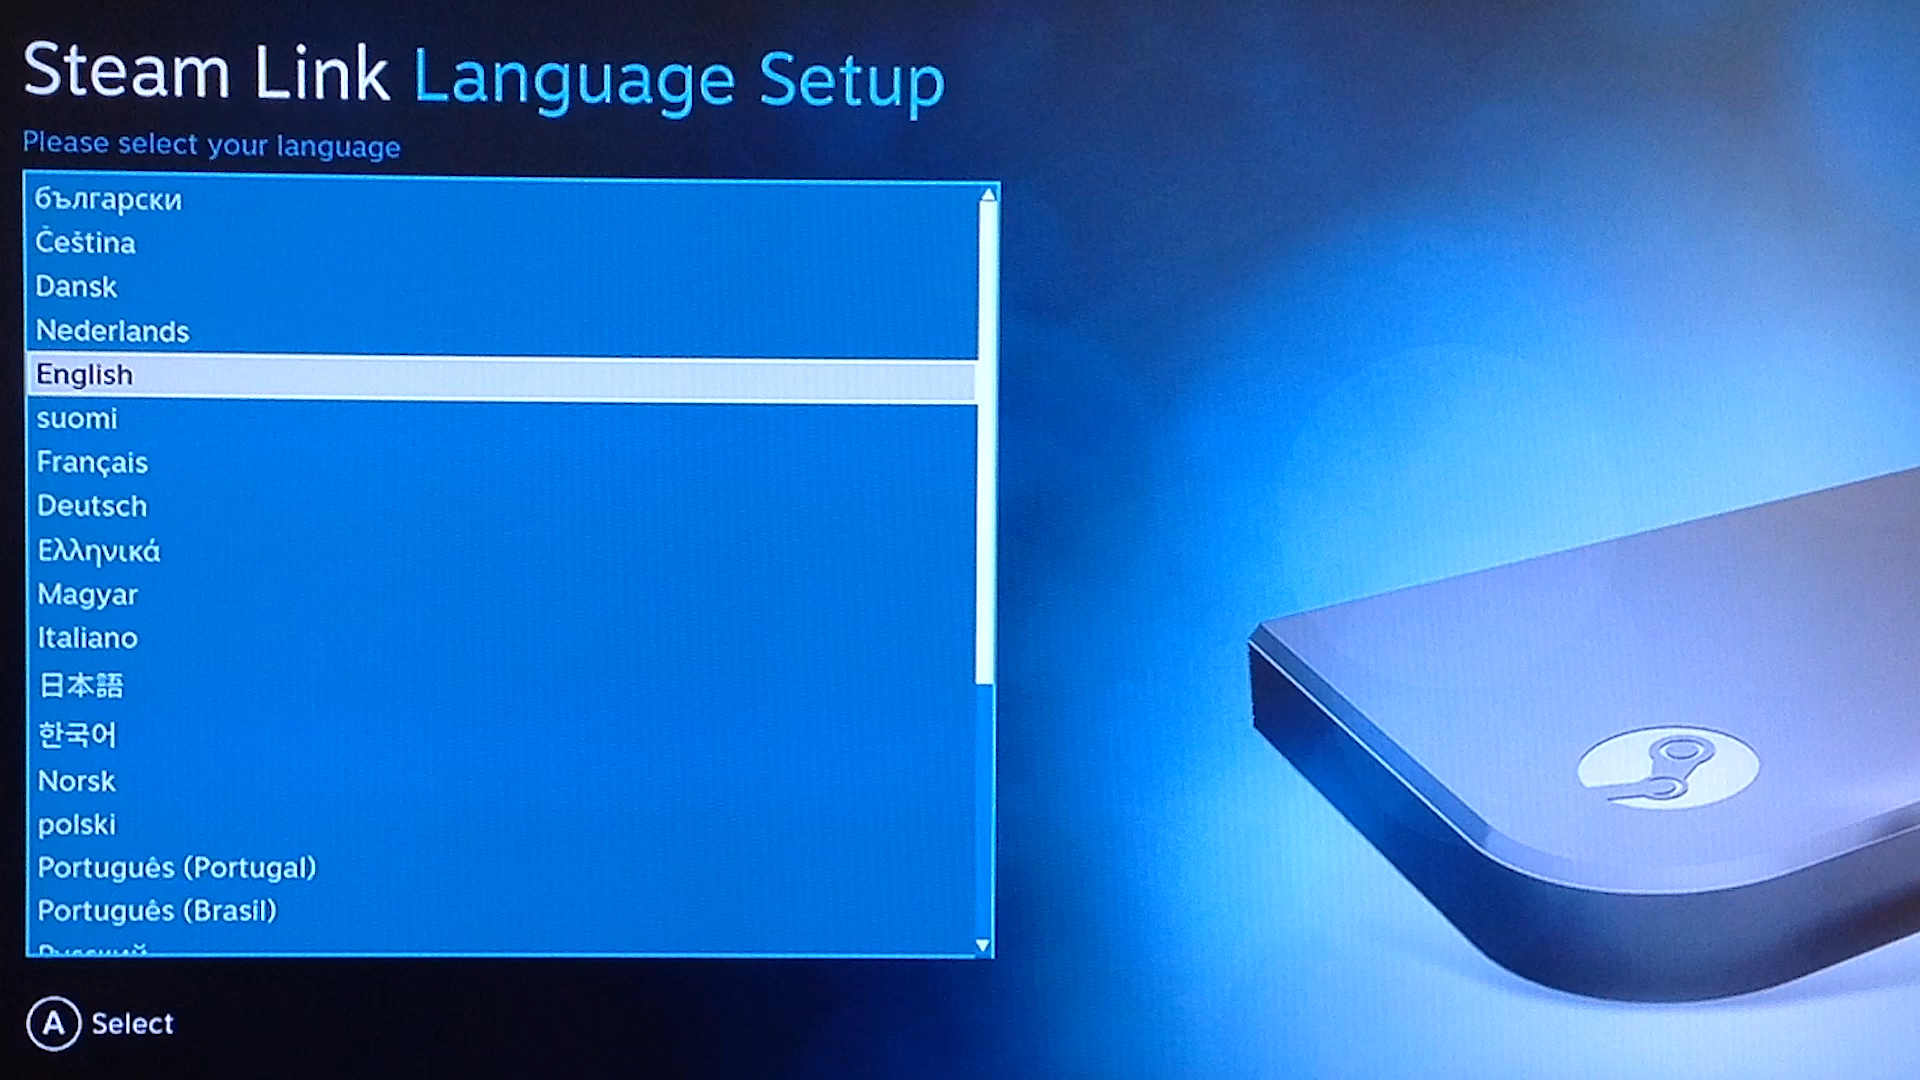 Steam Link Language Setup
Please select your language
български
Čeština
Dansk
Nederlands
English
suomi
Français
Deutsch
Ελληνικά
Magyar
Italiano
日本語
한국어
Norsk
polski
Português (Portugal)
Português (Brasil)
Русский
A Select